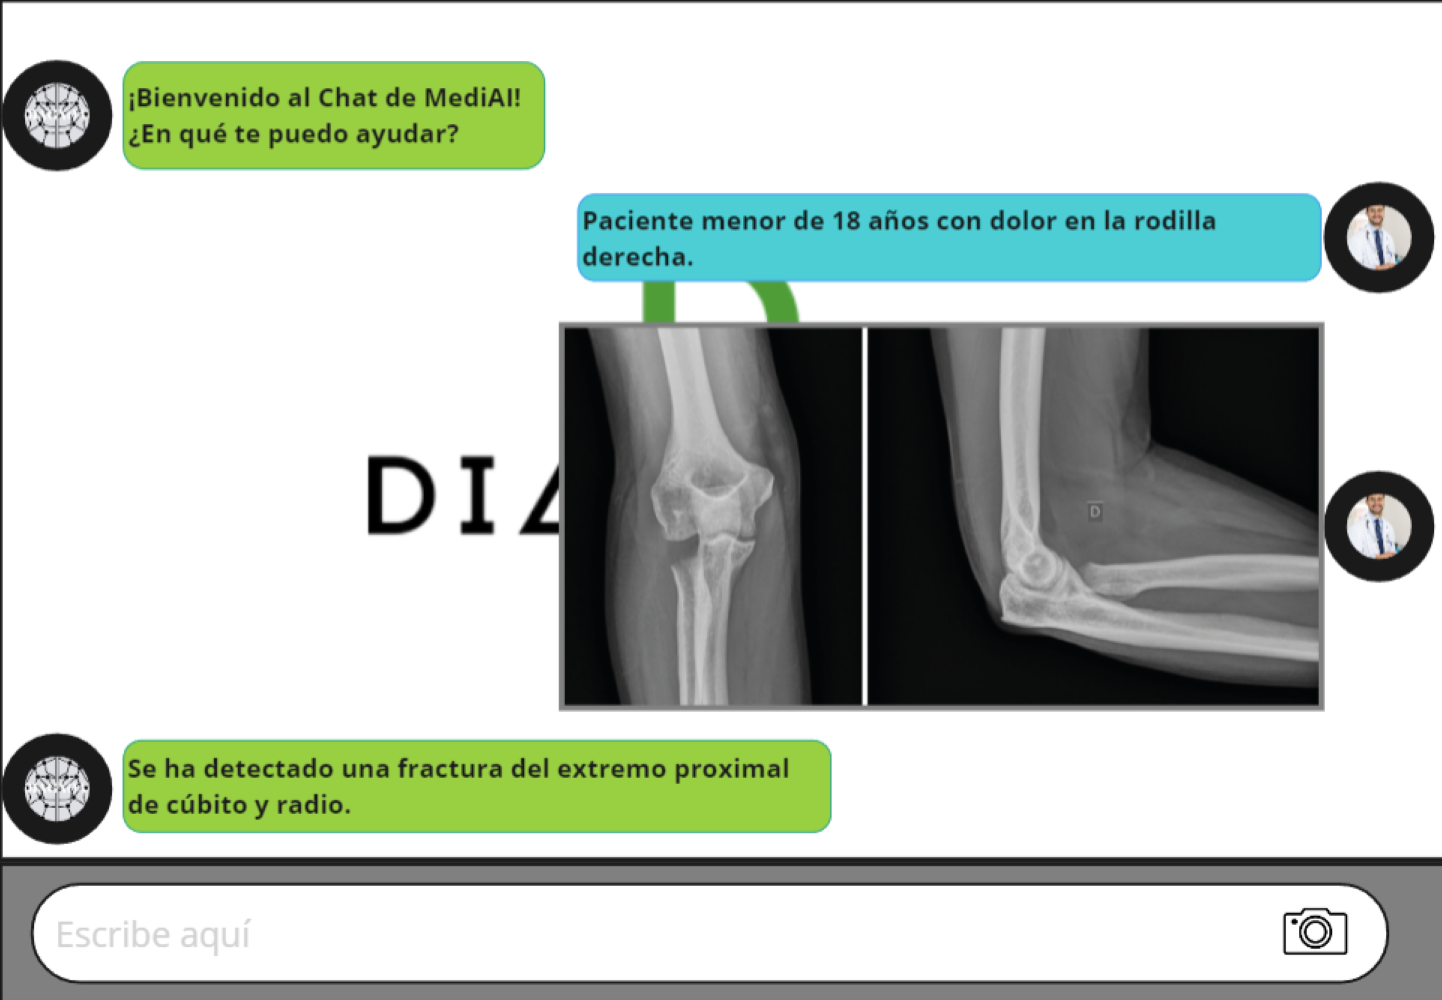 ¡Bienvenido al Chat de MediAI!
¿En qué te puedo ayudar?
Paciente menor de 18 años con dolor en la rodilla
derecha.
DI
D
Se ha detectado una fractura del extremo proximal
de cúbito y radio.
Escribe aquí